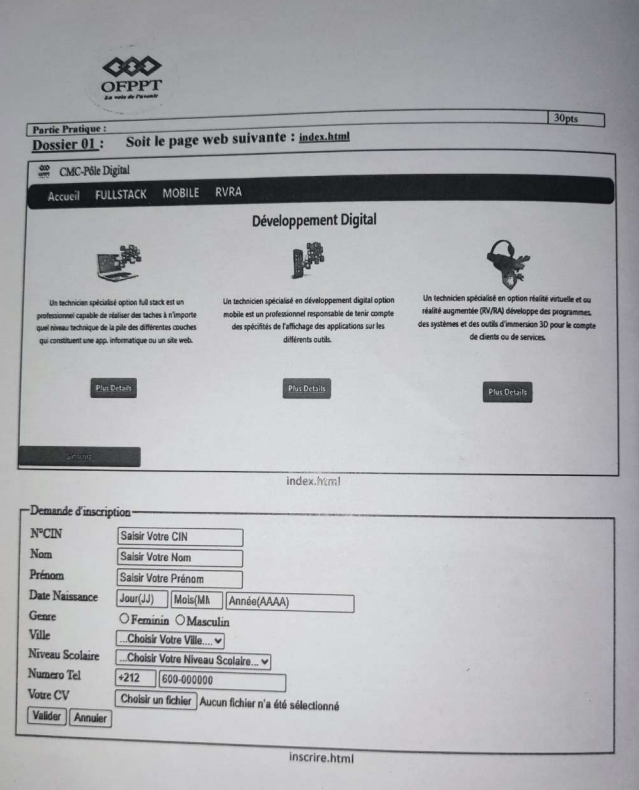 OFPPT
La voie de l'avenir
Partie Pratique :
30pts
Dossier 01 : Soit le page web suivante : index.html
CMC-Pôle Digital
Accueil FULLSTACK MOBILE RVRA
Développement Digital
Un technicien spécialisé option full stack est un
professionnel capable de réaliser des taches à n'importe
quel niveau technique de la pile des différentes couches
qui constituent une app. informatique ou un site web.
Un technicien spécialisé en développement digital option
mobile est un professionnel responsable de tenir compte
des spécifités de l'affichage des applications sur les
différents outils.
Un technicien spécialisé en option réalité virtuelle et ou
réalité augmentée (RV/RA) développe des programmes,
des systèmes et des outils d'immersion 3D pour le compte
de clients ou de services.
Plus Details
Plus Details
Plus Details
index.html
Demande d'inscription
N°CIN Saisir Votre CIN
Nom Saisir Votre Nom
Prénom Saisir Votre Prénom
Date Naissance Jour(JJ) Mois(MM Année(AAAA)
Genre Feminin Masculin
Ville ...Choisir Votre Ville....
Niveau Scolaire ...Choisir Votre Niveau Scolaire...
Numero Tel +212 600-000000
Votre CV Choisir un fichier Aucun fichier n'a été sélectionné
Valider Annuler
inscrire.html